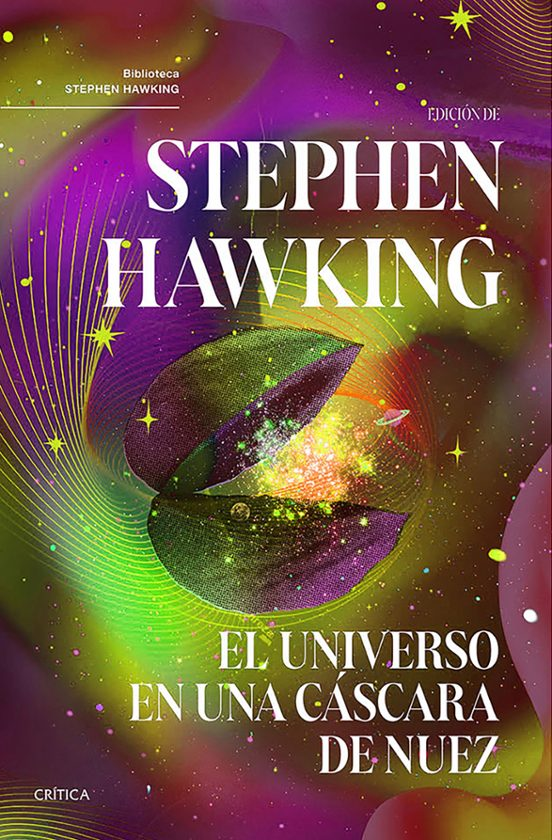 Biblioteca
STEPHEN HAWKING
EDICIÓN DE
STEPHEN
HAWKING
EL UNIVERSO
EN UNA CÁSCARA
DE NUEZ
CRÍTICA